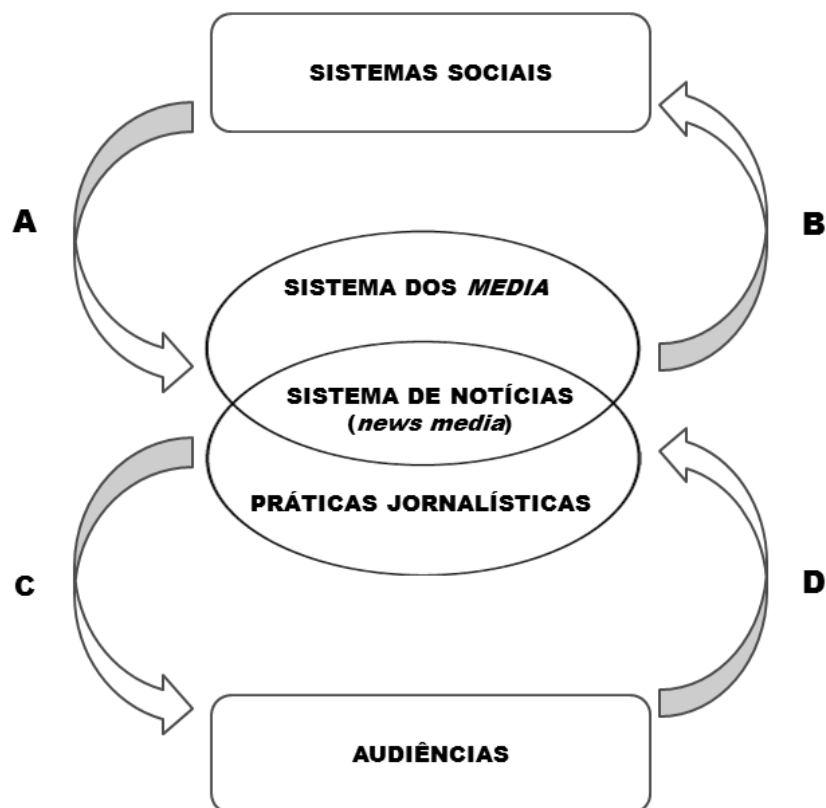 SISTEMAS SOCIAIS
A
B
SISTEMA DOS MEDIA
SISTEMA DE NOTÍCIAS
(news media)
PRÁTICAS JORNALÍSTICAS
C
D
AUDIÊNCIAS